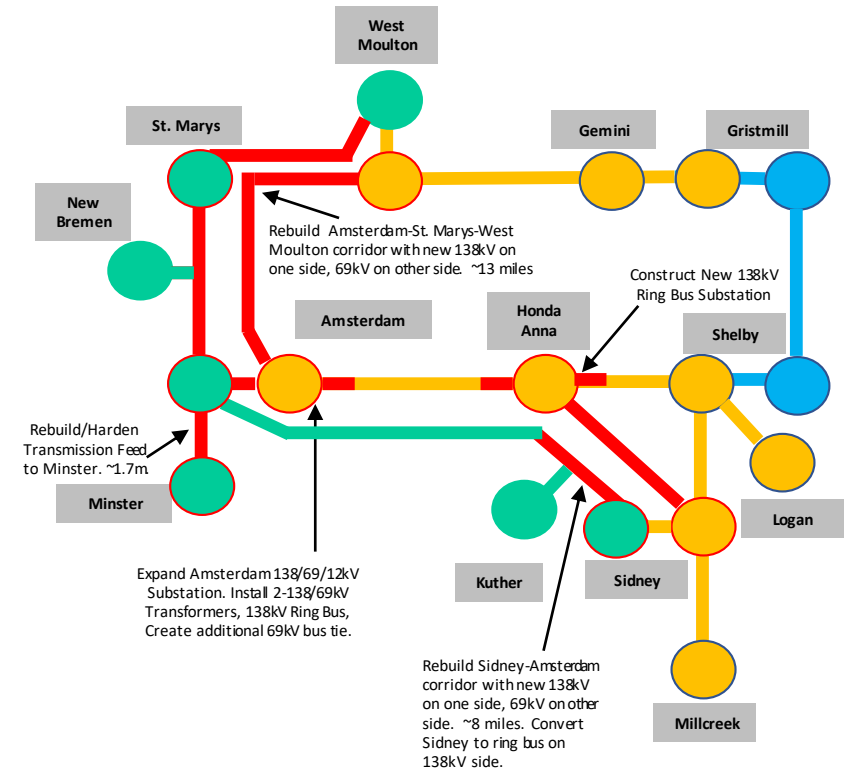 West
Moulton
St. Marys
Gemini
Gristmill
New
Bremen
Rebuild Amsterdam-St. Marys-West
Moulton corridor with new 138kV on
one side, 69kV on other side. ~13 miles
Construct New 138kV
Ring Bus Substation
Amsterdam
Honda
Anna
Shelby
Rebuild/Harden
Transmission Feed
to Minster. ~1.7m.
Minster
Logan
Kuther
Sidney
Expand Amsterdam 138/69/12kV
Substation. Install 2-138/69kV
Transformers, 138kV Ring Bus,
Create additional 69kV bus tie.
Rebuild Sidney-Amsterdam
corridor with new 138kV
on one side, 69kV on other
side. ~8 miles. Convert
Sidney to ring bus on
138kV side.
Millcreek